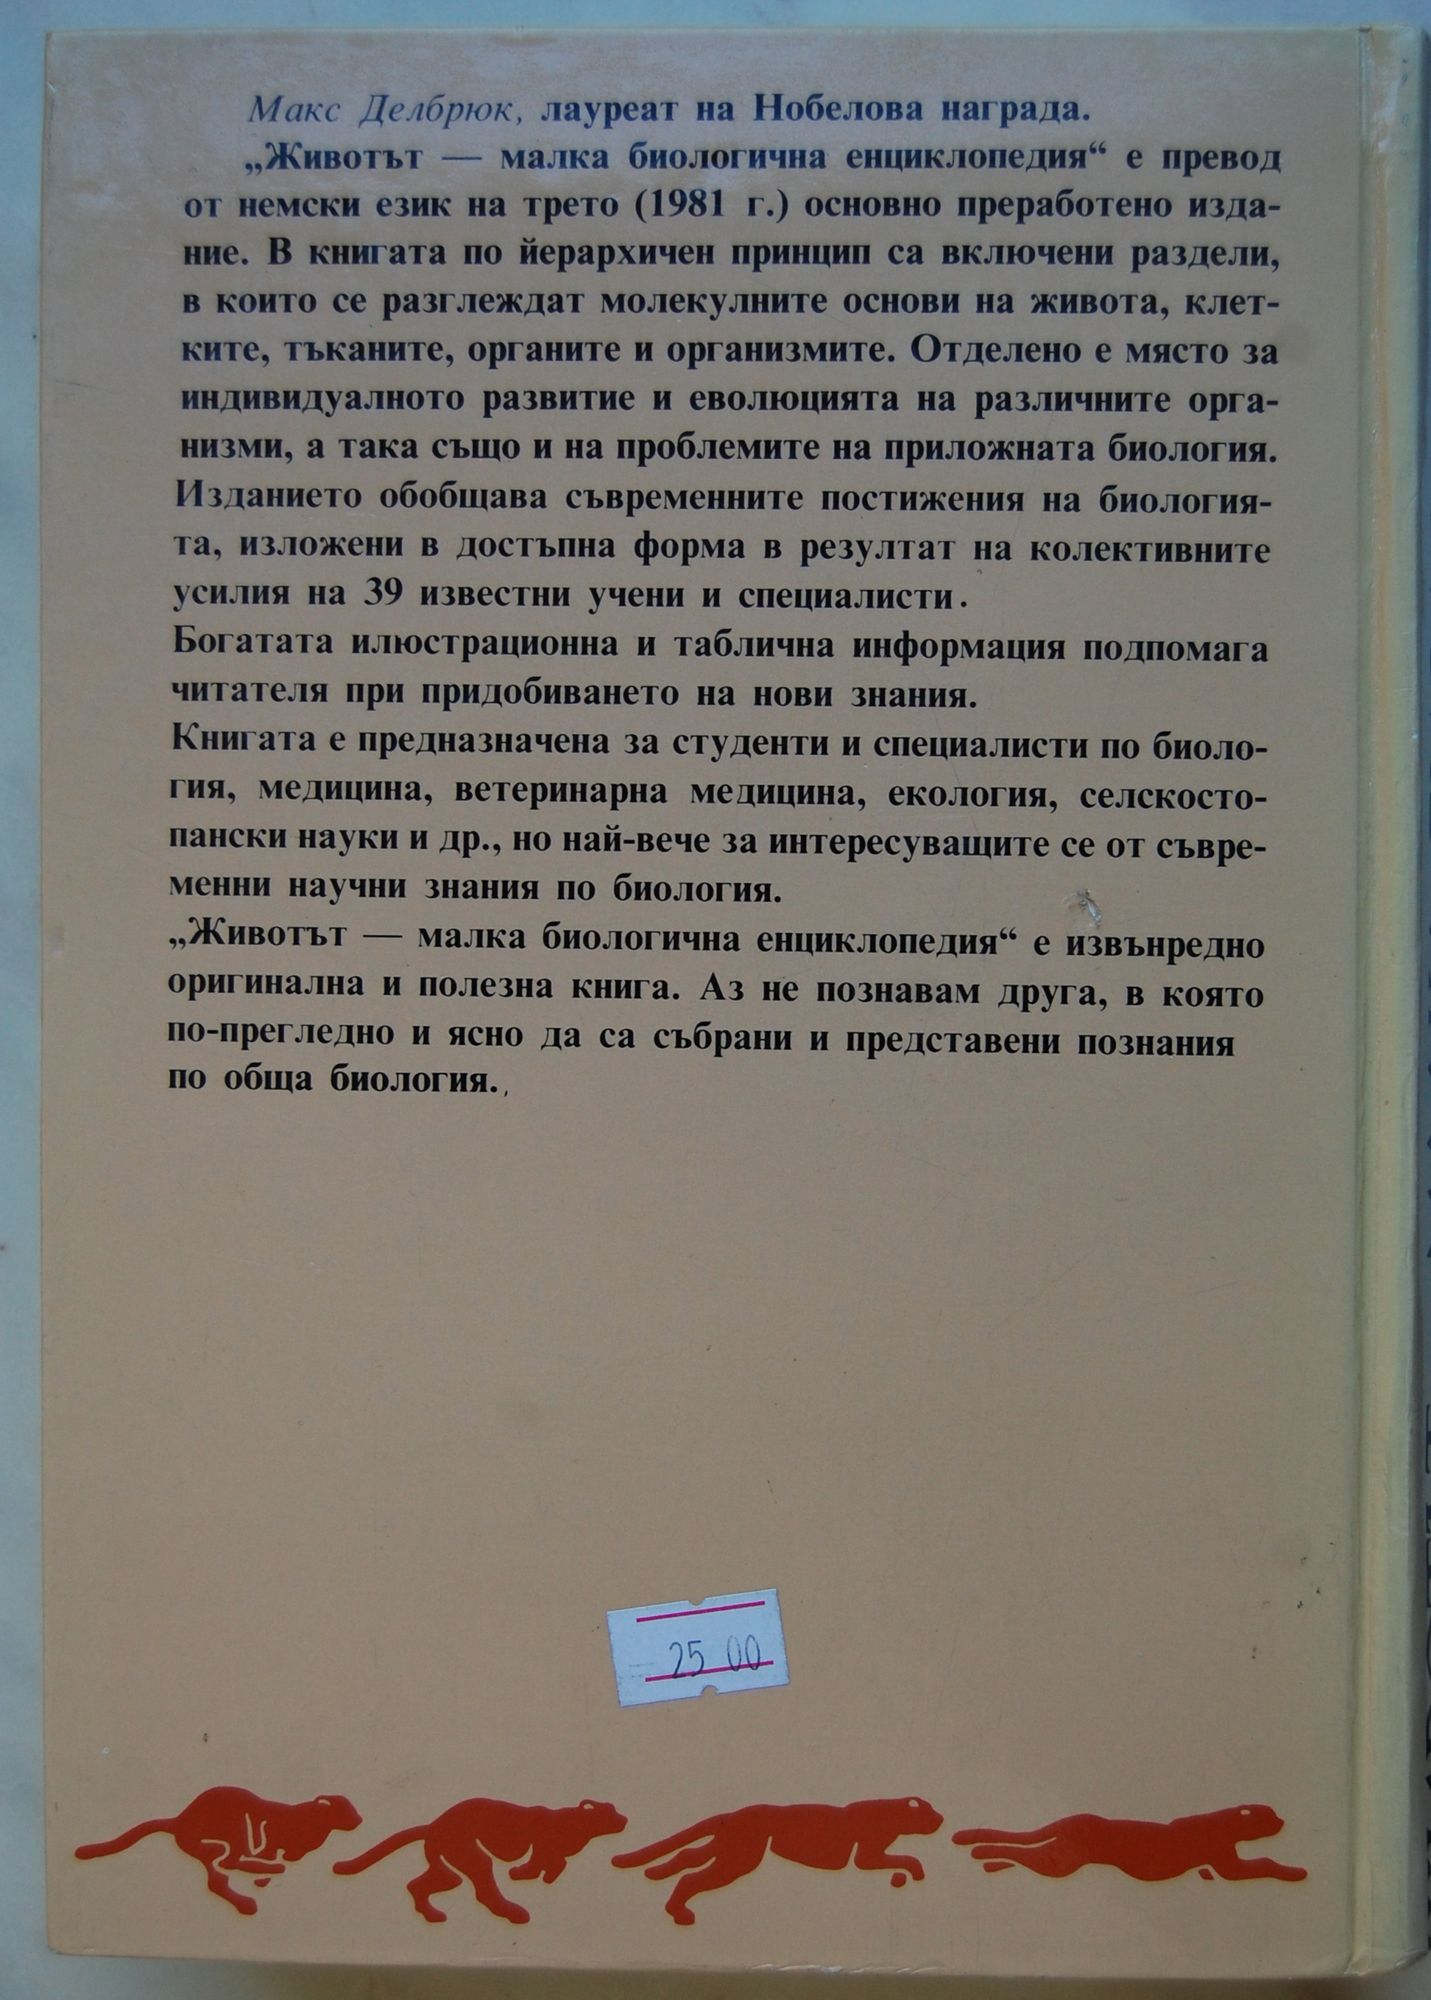 Макс Делбрюк, лауреат на Нобелова награда.
„Животът — малка биологична енциклопедия“ е превод
от немски език на трето (1981 г.) основно преработено изда-
ние. В книгата по йерархичен принцип са включени раздели,
в които се разглеждат молекулните основи на живота, клет-
ките, тъканите, органите и организмите. Отделено е място за
индивидуалното развитие и еволюцията на различните орга-
низми, а така също и на проблемите на приложната биология.
Изданието обобщава съвременните постижения на биология-
та, изложени в достъпна форма в резултат на колективните
усилия на 39 известни учени и специалисти.
Богатата илюстрационна и таблична информация подпомага
читателя при придобиването на нови знания.
Книгата е предназначена за студенти и специалисти по биоло-
гия, медицина, ветеринарна медицина, екология, селскосто-
пански науки и др., но най-вече за интересуващите се от съвре-
менни научни знания по биология.
„Животът — малка биологична енциклопедия“ е извънредно
оригинална и полезна книга. Аз не познавам друга, в която
по-прегледно и ясно да са събрани и представени познания
по обща биология.
25 00